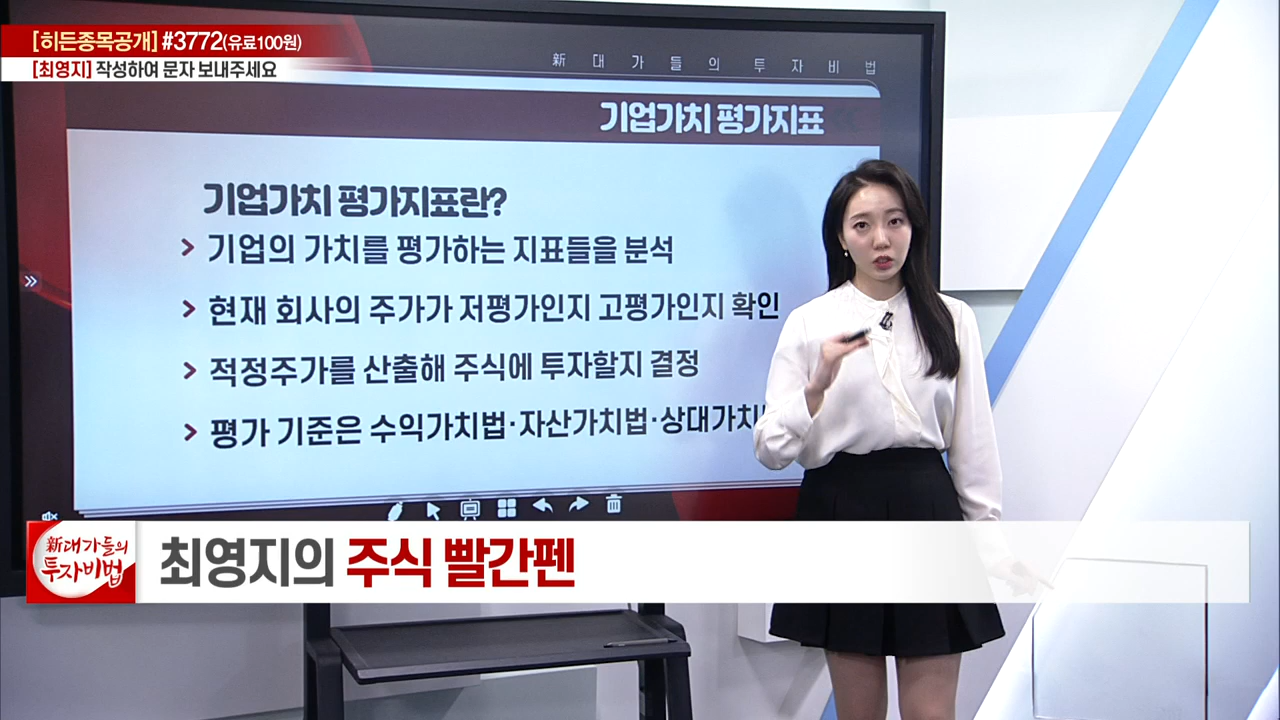 [히든종목공개] #3772(유료100원)
[최영지] 작성하여 문자 보내주세요
新 대 가 들 의 투 자 비 법
기업가치 평가지표
기업가치 평가지표란?
기업의 가치를 평가하는 지표들을 분석
현재 회사의 주가가 저평가인지 고평가인지 확인
적정주가를 산출해 주식에 투자할지 결정
평가 기준은 수익가치법·자산가치법·상대가치
新대가들의
투자비법
최영지의 주식 빨간펜